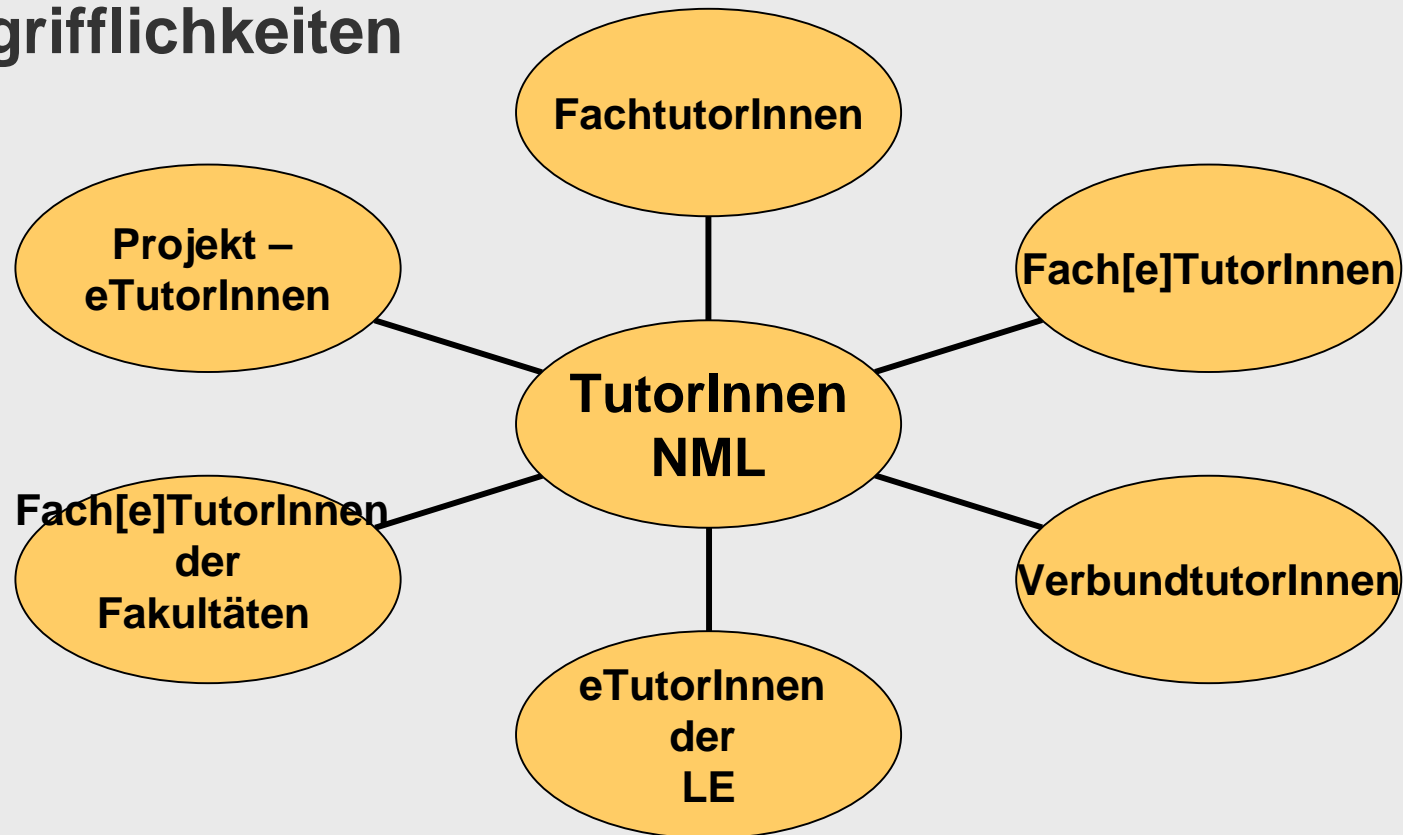 grifflichkeiten
FachtutorInnen
Projekt –
eTutorInnen
Fach[e]TutorInnen
TutorInnen
NML
Fach[e]TutorInnen
der
Fakultäten
VerbundtutorInnen
eTutorInnen
der
LE